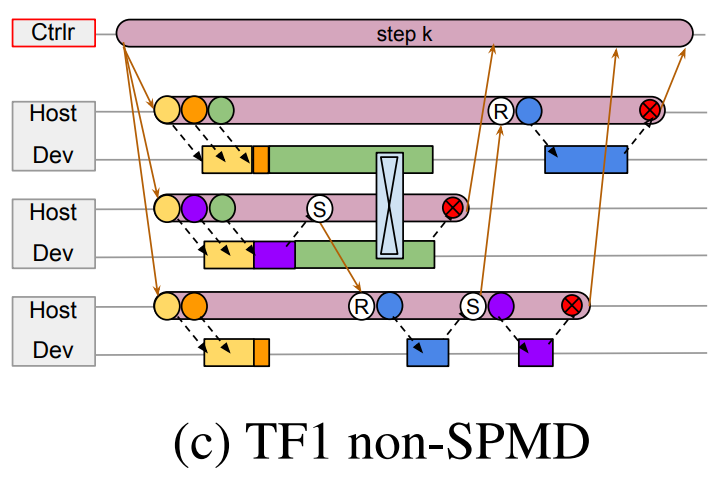 Ctrlr
step k
Host
R
Dev
Host
S
Dev
Host
R
S
Dev
(c) TF1 non-SPMD